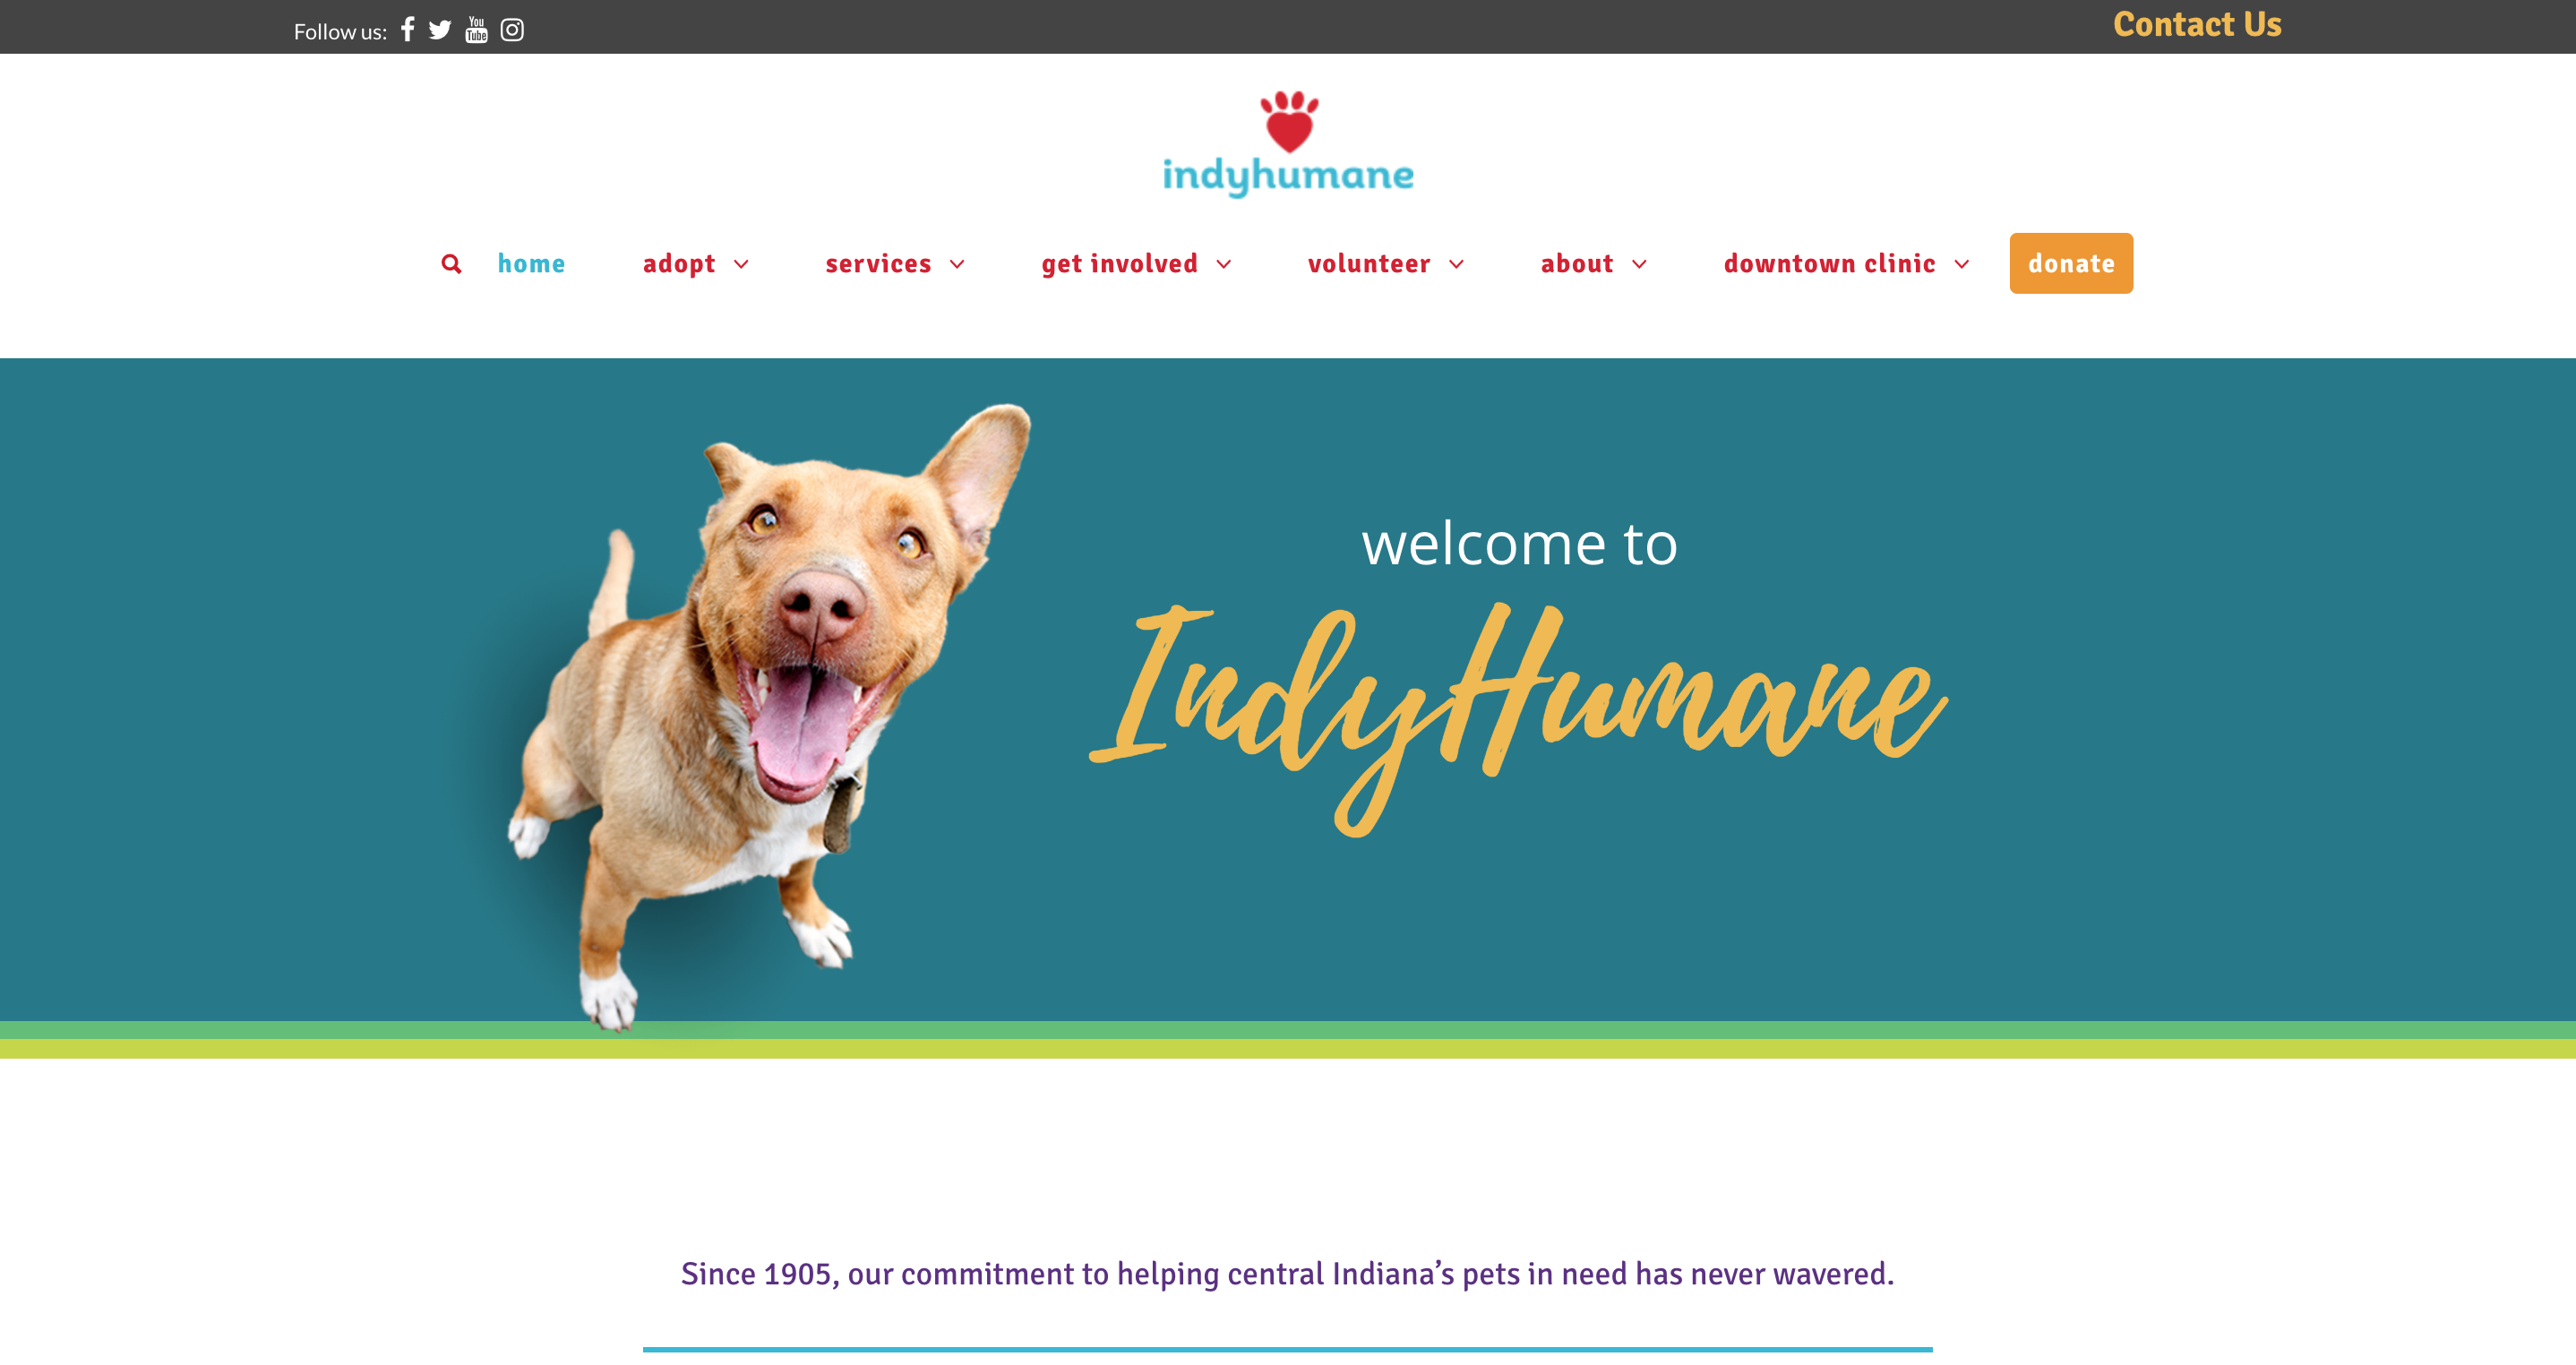 Follow us:
Contact Us
indyhumane
home adopt services get involved volunteer about downtown clinic donate
welcome to
IndyHumane
Since 1905, our commitment to helping central Indiana’s pets in need has never wavered.